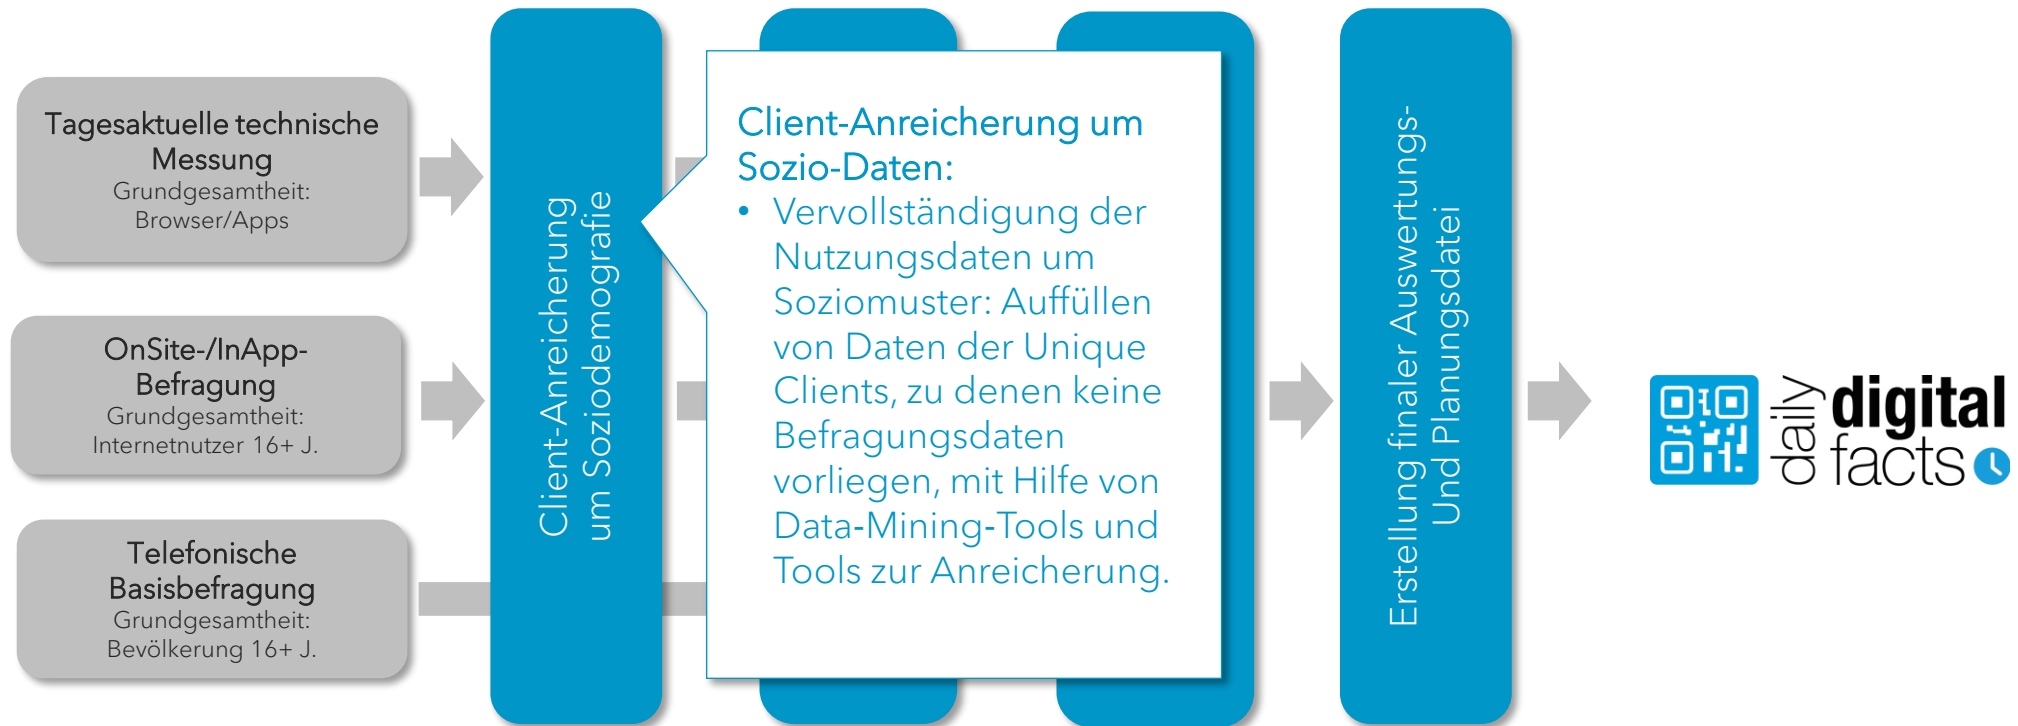 Tagesaktuelle technische
Messung
Grundgesamtheit:
Browser/Apps
OnSite-/InApp-
Befragung
Grundgesamtheit:
Internetnutzer 16+ J.
Telefonische
Basisbefragung
Grundgesamtheit:
Bevölkerung 16+ J.
Client-Anreicherung
um Soziodemografie
Client-Anreicherung um
Sozio-Daten:
• Vervollständigung der
Nutzungsdaten um
Soziomuster: Auffüllen
von Daten der Unique
Clients, zu denen keine
Befragungsdaten
vorliegen, mit Hilfe von
Data-Mining-Tools und
Tools zur Anreicherung.
Erstellung finaler Auswertungs-
Und Planungsdatei
daily
digital
facts